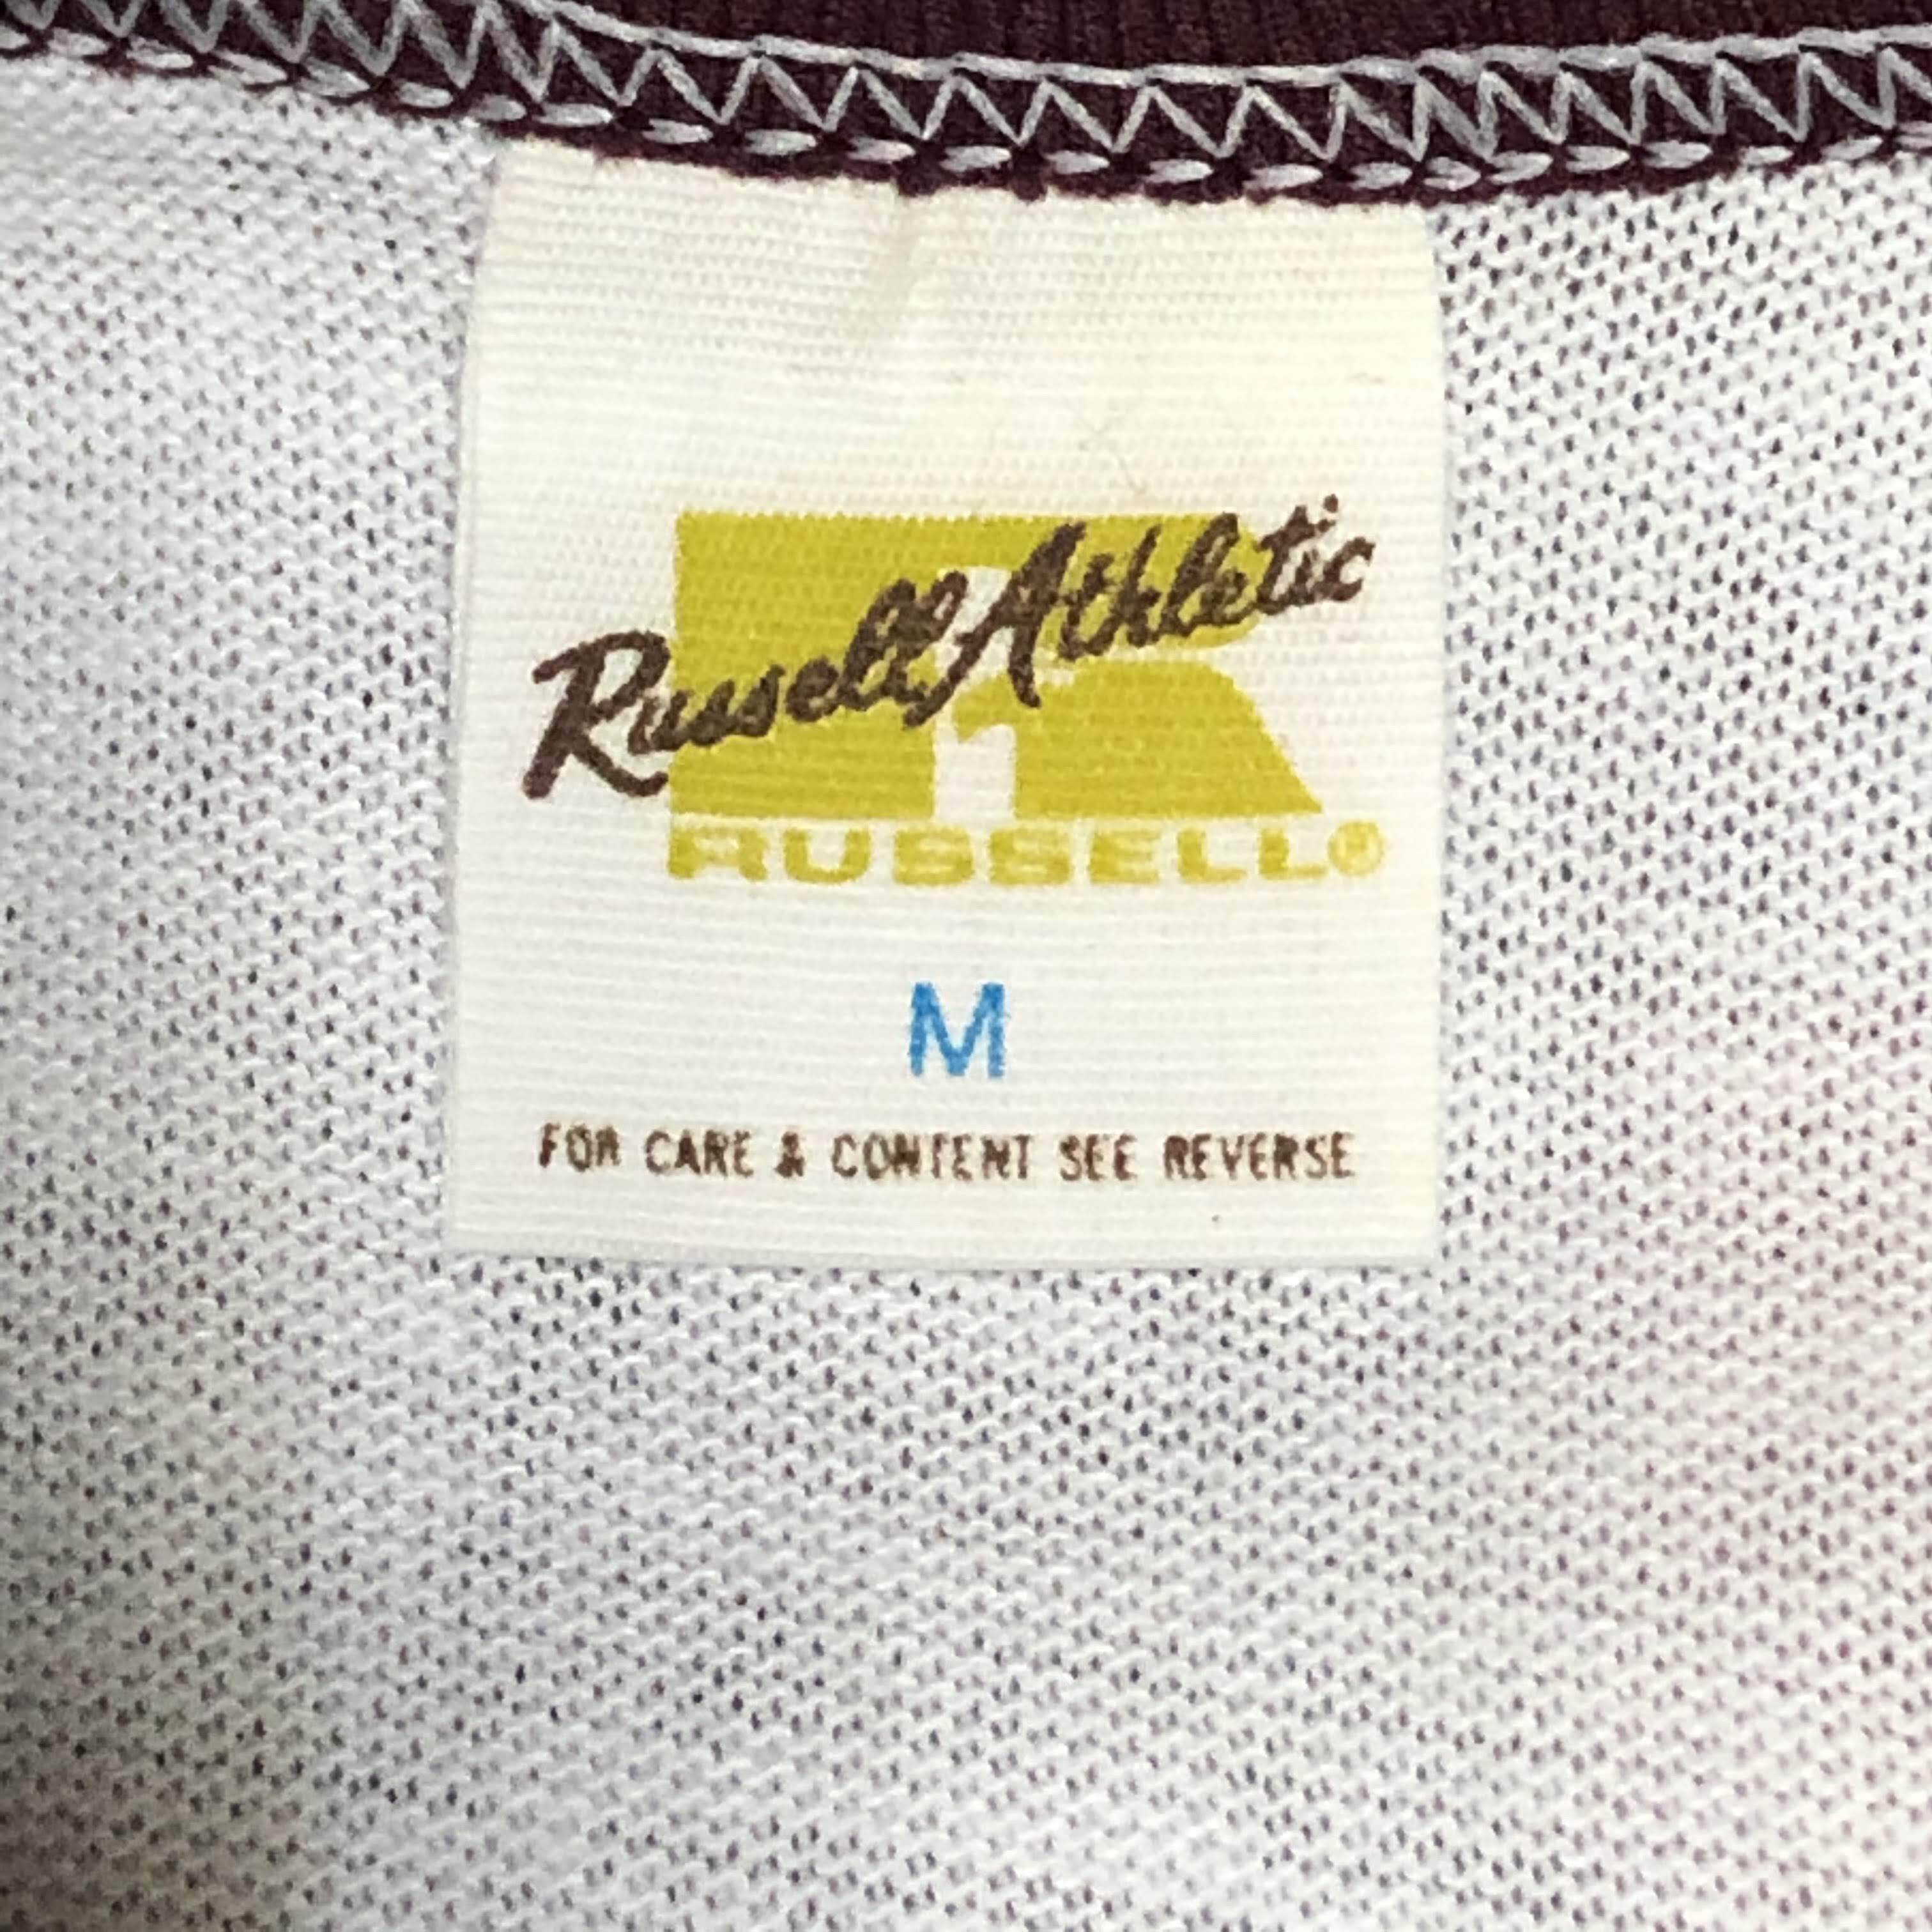 Russell Athletic
RUSSELL®
M
FOR CARE & CONTENT SEE REVERSE